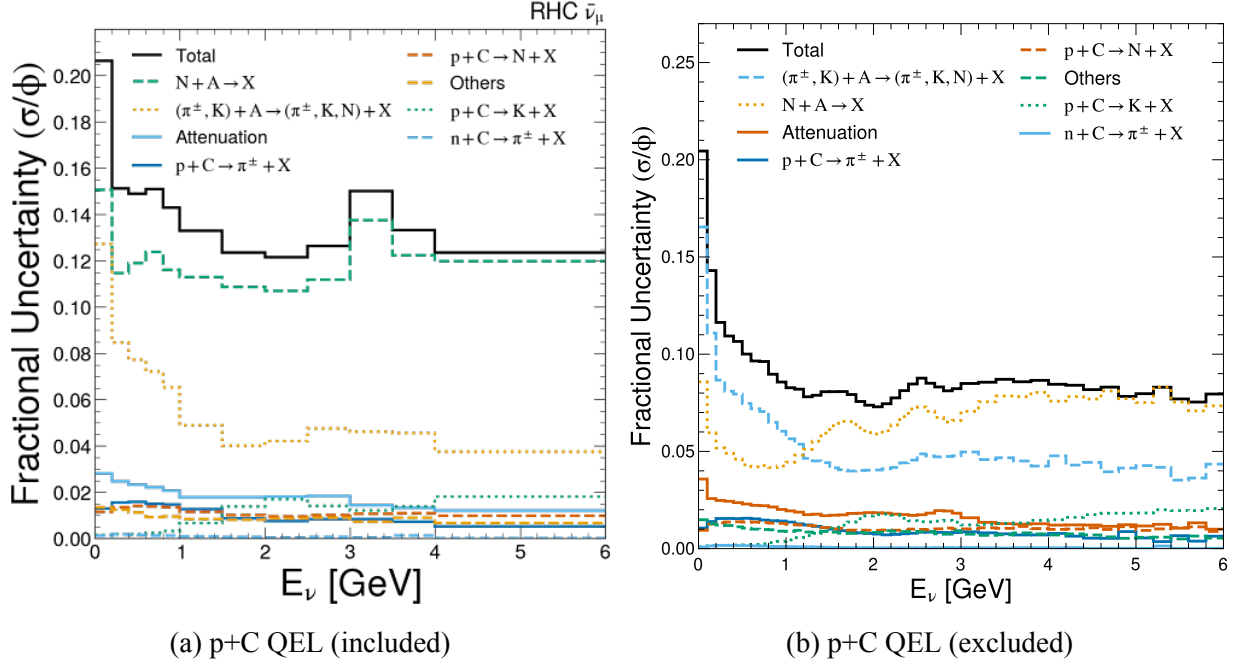 RHC ν̄_μ
Fractional Uncertainty (σ/ϕ)
0.20
0.18
0.16
0.14
0.12
0.10
0.08
0.06
0.04
0.02
0.00
Total
N + A → X
(π±, K) + A → (π±, K, N) + X
Attenuation
p + C → π± + X
p + C → N + X
Others
p + C → K + X
n + C → π± + X
0 1 2 3 4 5 6
E_ν [GeV]
(a) p+C QEL (included)
Fractional Uncertainty (σ/ϕ)
0.25
0.20
0.15
0.10
0.05
0.00
Total
(π±, K) + A → (π±, K, N) + X
N + A → X
Attenuation
p + C → π± + X
p + C → N + X
Others
p + C → K + X
n + C → π± + X
0 1 2 3 4 5 6
E_ν [GeV]
(b) p+C QEL (excluded)